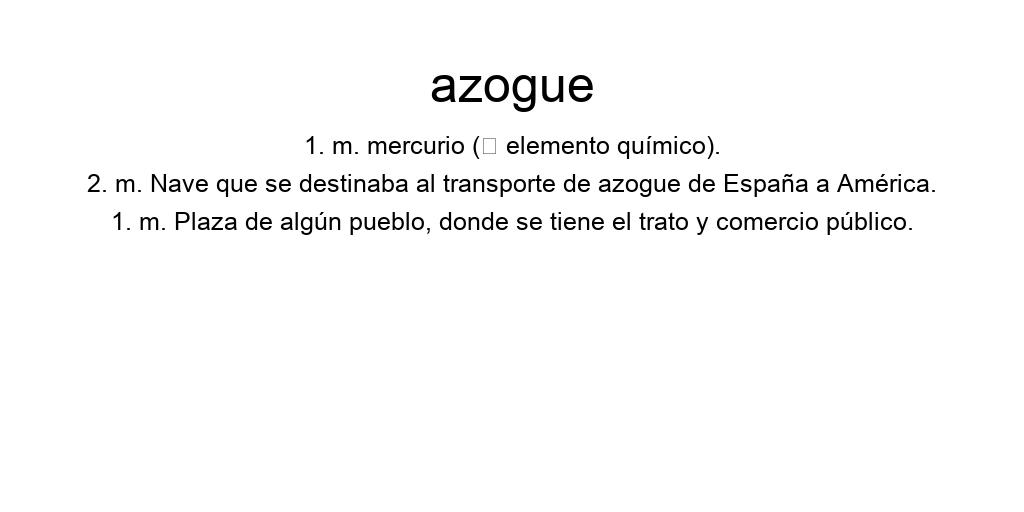 azogue
1. m. mercurio (□ elemento químico).
2. m. Nave que se destinaba al transporte de azogue de España a América.
1. m. Plaza de algún pueblo, donde se tiene el trato y comercio público.